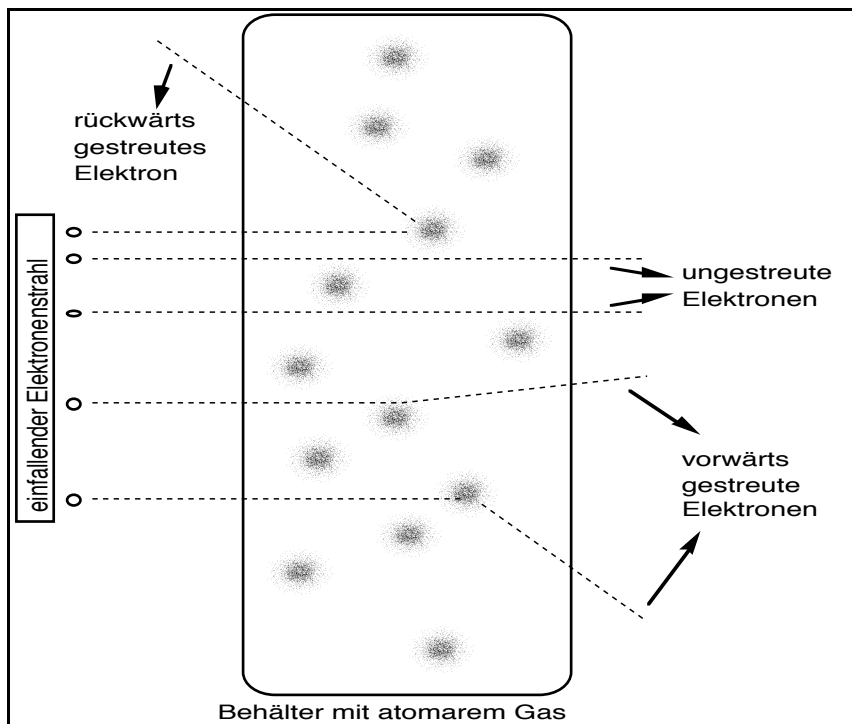 rückwärts
gestreutes
Elektron
einfallender Elektronenstrahl
ungestreute
Elektronen
vorwärts
gestreute
Elektronen
Behälter mit atomarem Gas